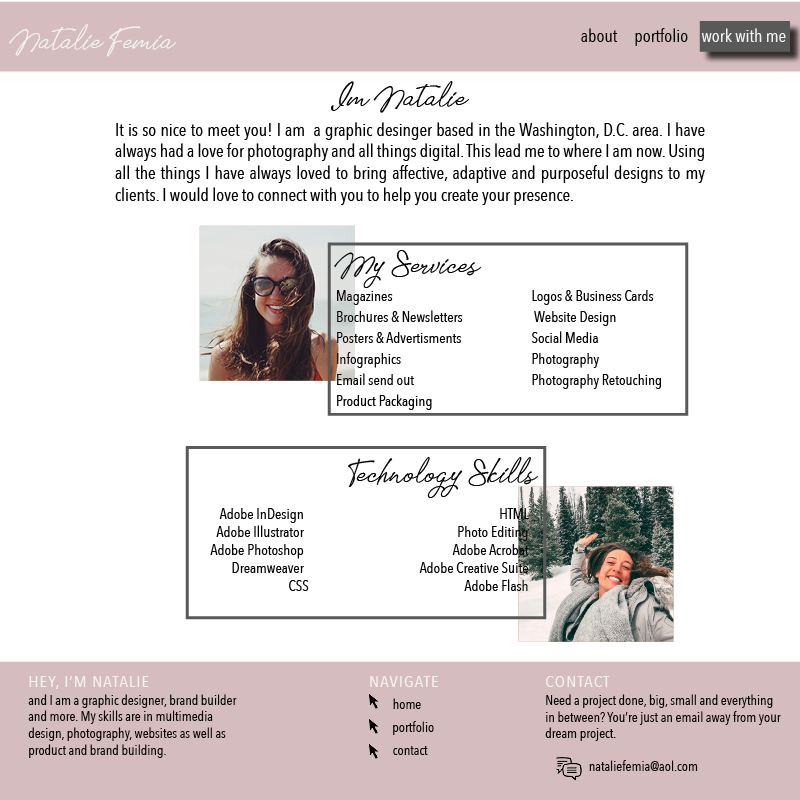 Natalie Femia
about portfolio work with me
Im Natalie
It is so nice to meet you! I am a graphic desinger based in the Washington, D.C. area. I have
always had a love for photography and all things digital. This lead me to where I am now. Using
all the things I have always loved to bring affective, adaptive and purposeful designs to my
clients. I would love to connect with you to help you create your presence.
My Services
Magazines
Brochures & Newsletters
Posters & Advertisments
Infographics
Email send out
Product Packaging
Logos & Business Cards
Website Design
Social Media
Photography
Photography Retouching
Technology Skills
Adobe InDesign
Adobe Illustrator
Adobe Photoshop
Dreamweaver
CSS
HTML
Photo Editing
Adobe Acrobat
Adobe Creative Suite
Adobe Flash
HEY, I'M NATALIE
and I am a graphic designer, brand builder
and more. My skills are in multimedia
design, photography, websites as well as
product and brand building.
NAVIGATE
home
portfolio
contact
CONTACT
Need a project done, big, small and everything
in between? You're just an email away from your
dream project.
nataliefemia@aol.com